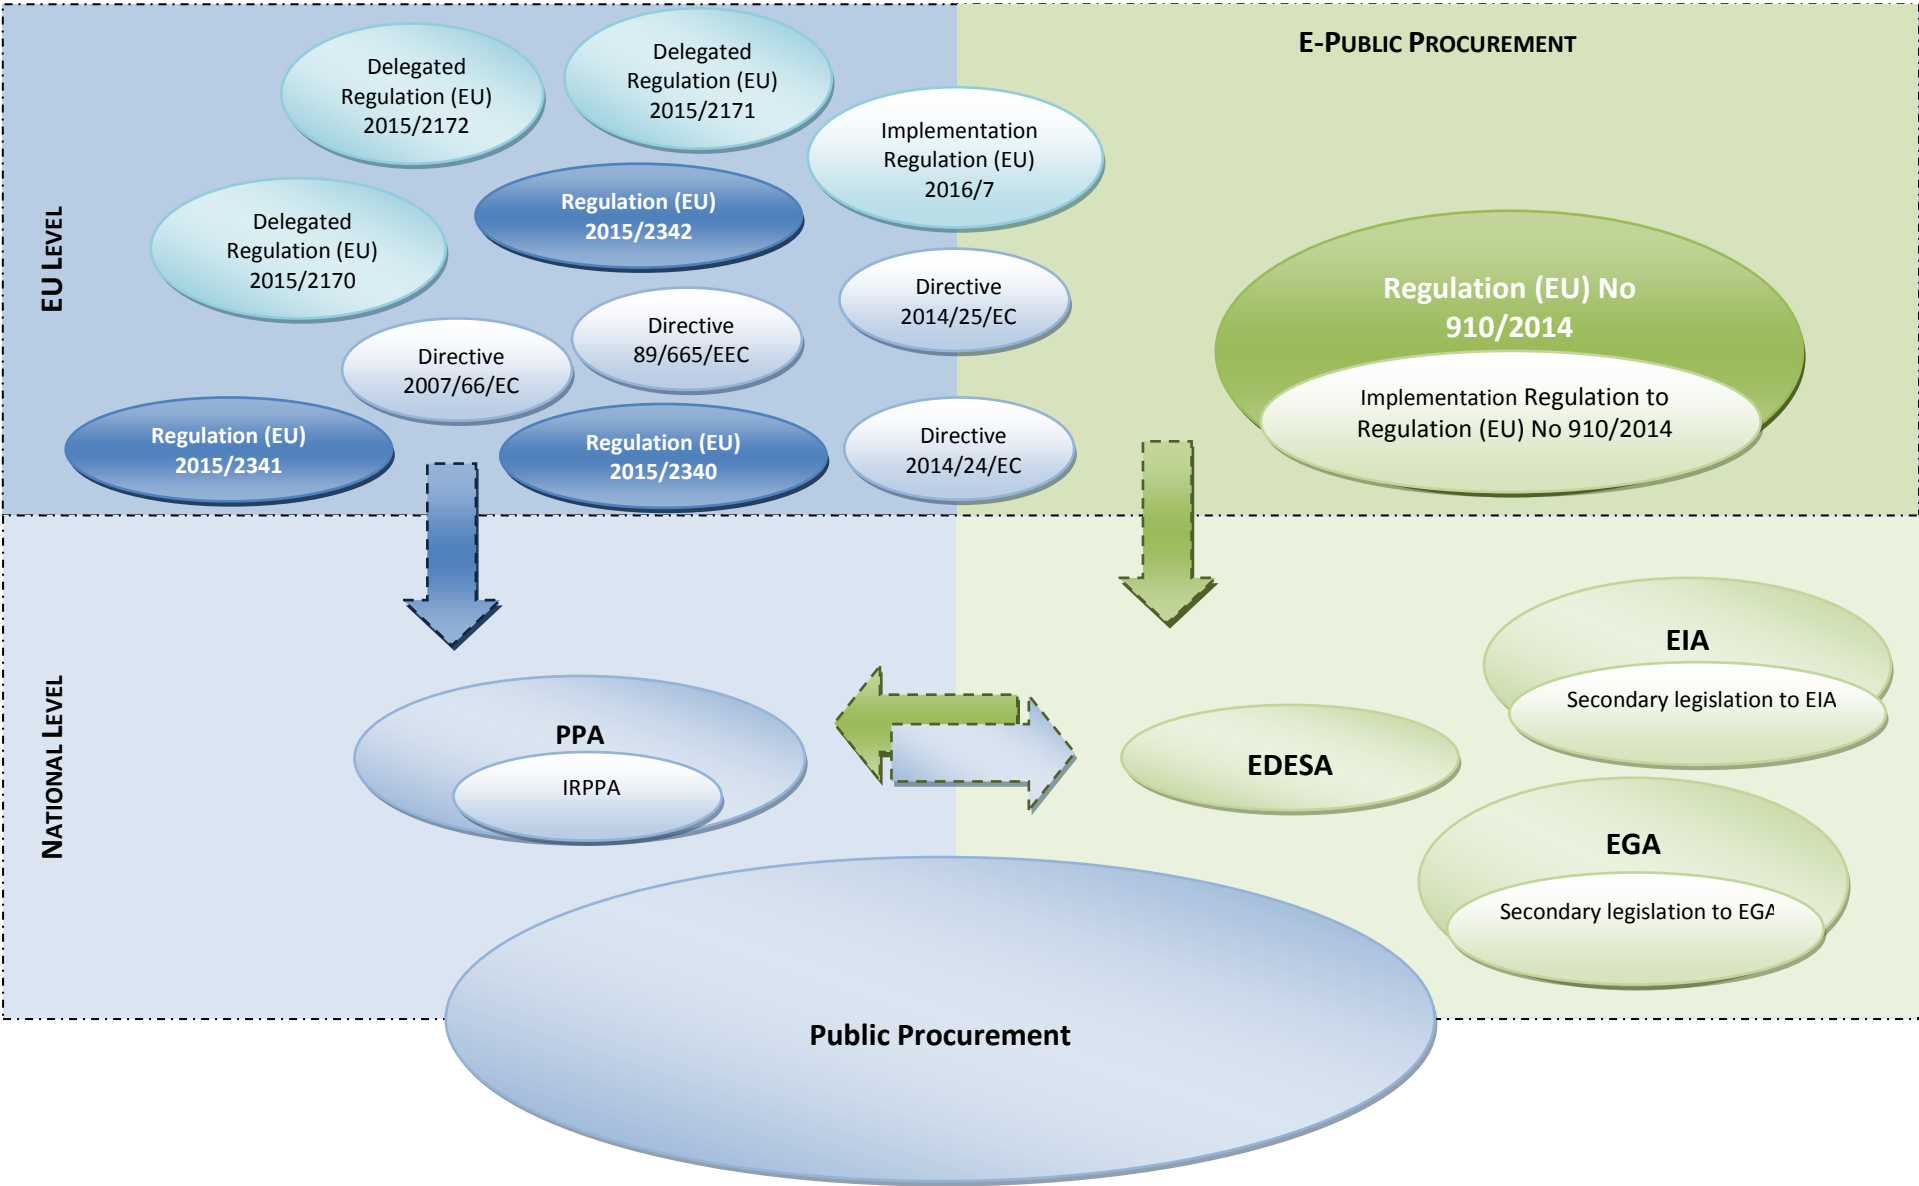 E-PUBLIC PROCUREMENT
EU LEVEL
Delegated
Regulation (EU)
2015/2172
Delegated
Regulation (EU)
2015/2171
Implementation
Regulation (EU)
2016/7
Delegated
Regulation (EU)
2015/2170
Regulation (EU)
2015/2342
Directive
2014/25/EC
Directive
2007/66/EC
Directive
89/665/EEC
Regulation (EU)
2015/2341
Regulation (EU)
2015/2340
Directive
2014/24/EC
Regulation (EU) No
910/2014
Implementation Regulation to
Regulation (EU) No 910/2014
NATIONAL LEVEL
PPA
IRPPA
EDESA
EIA
Secondary legislation to EIA
EGA
Secondary legislation to EGA
Public Procurement